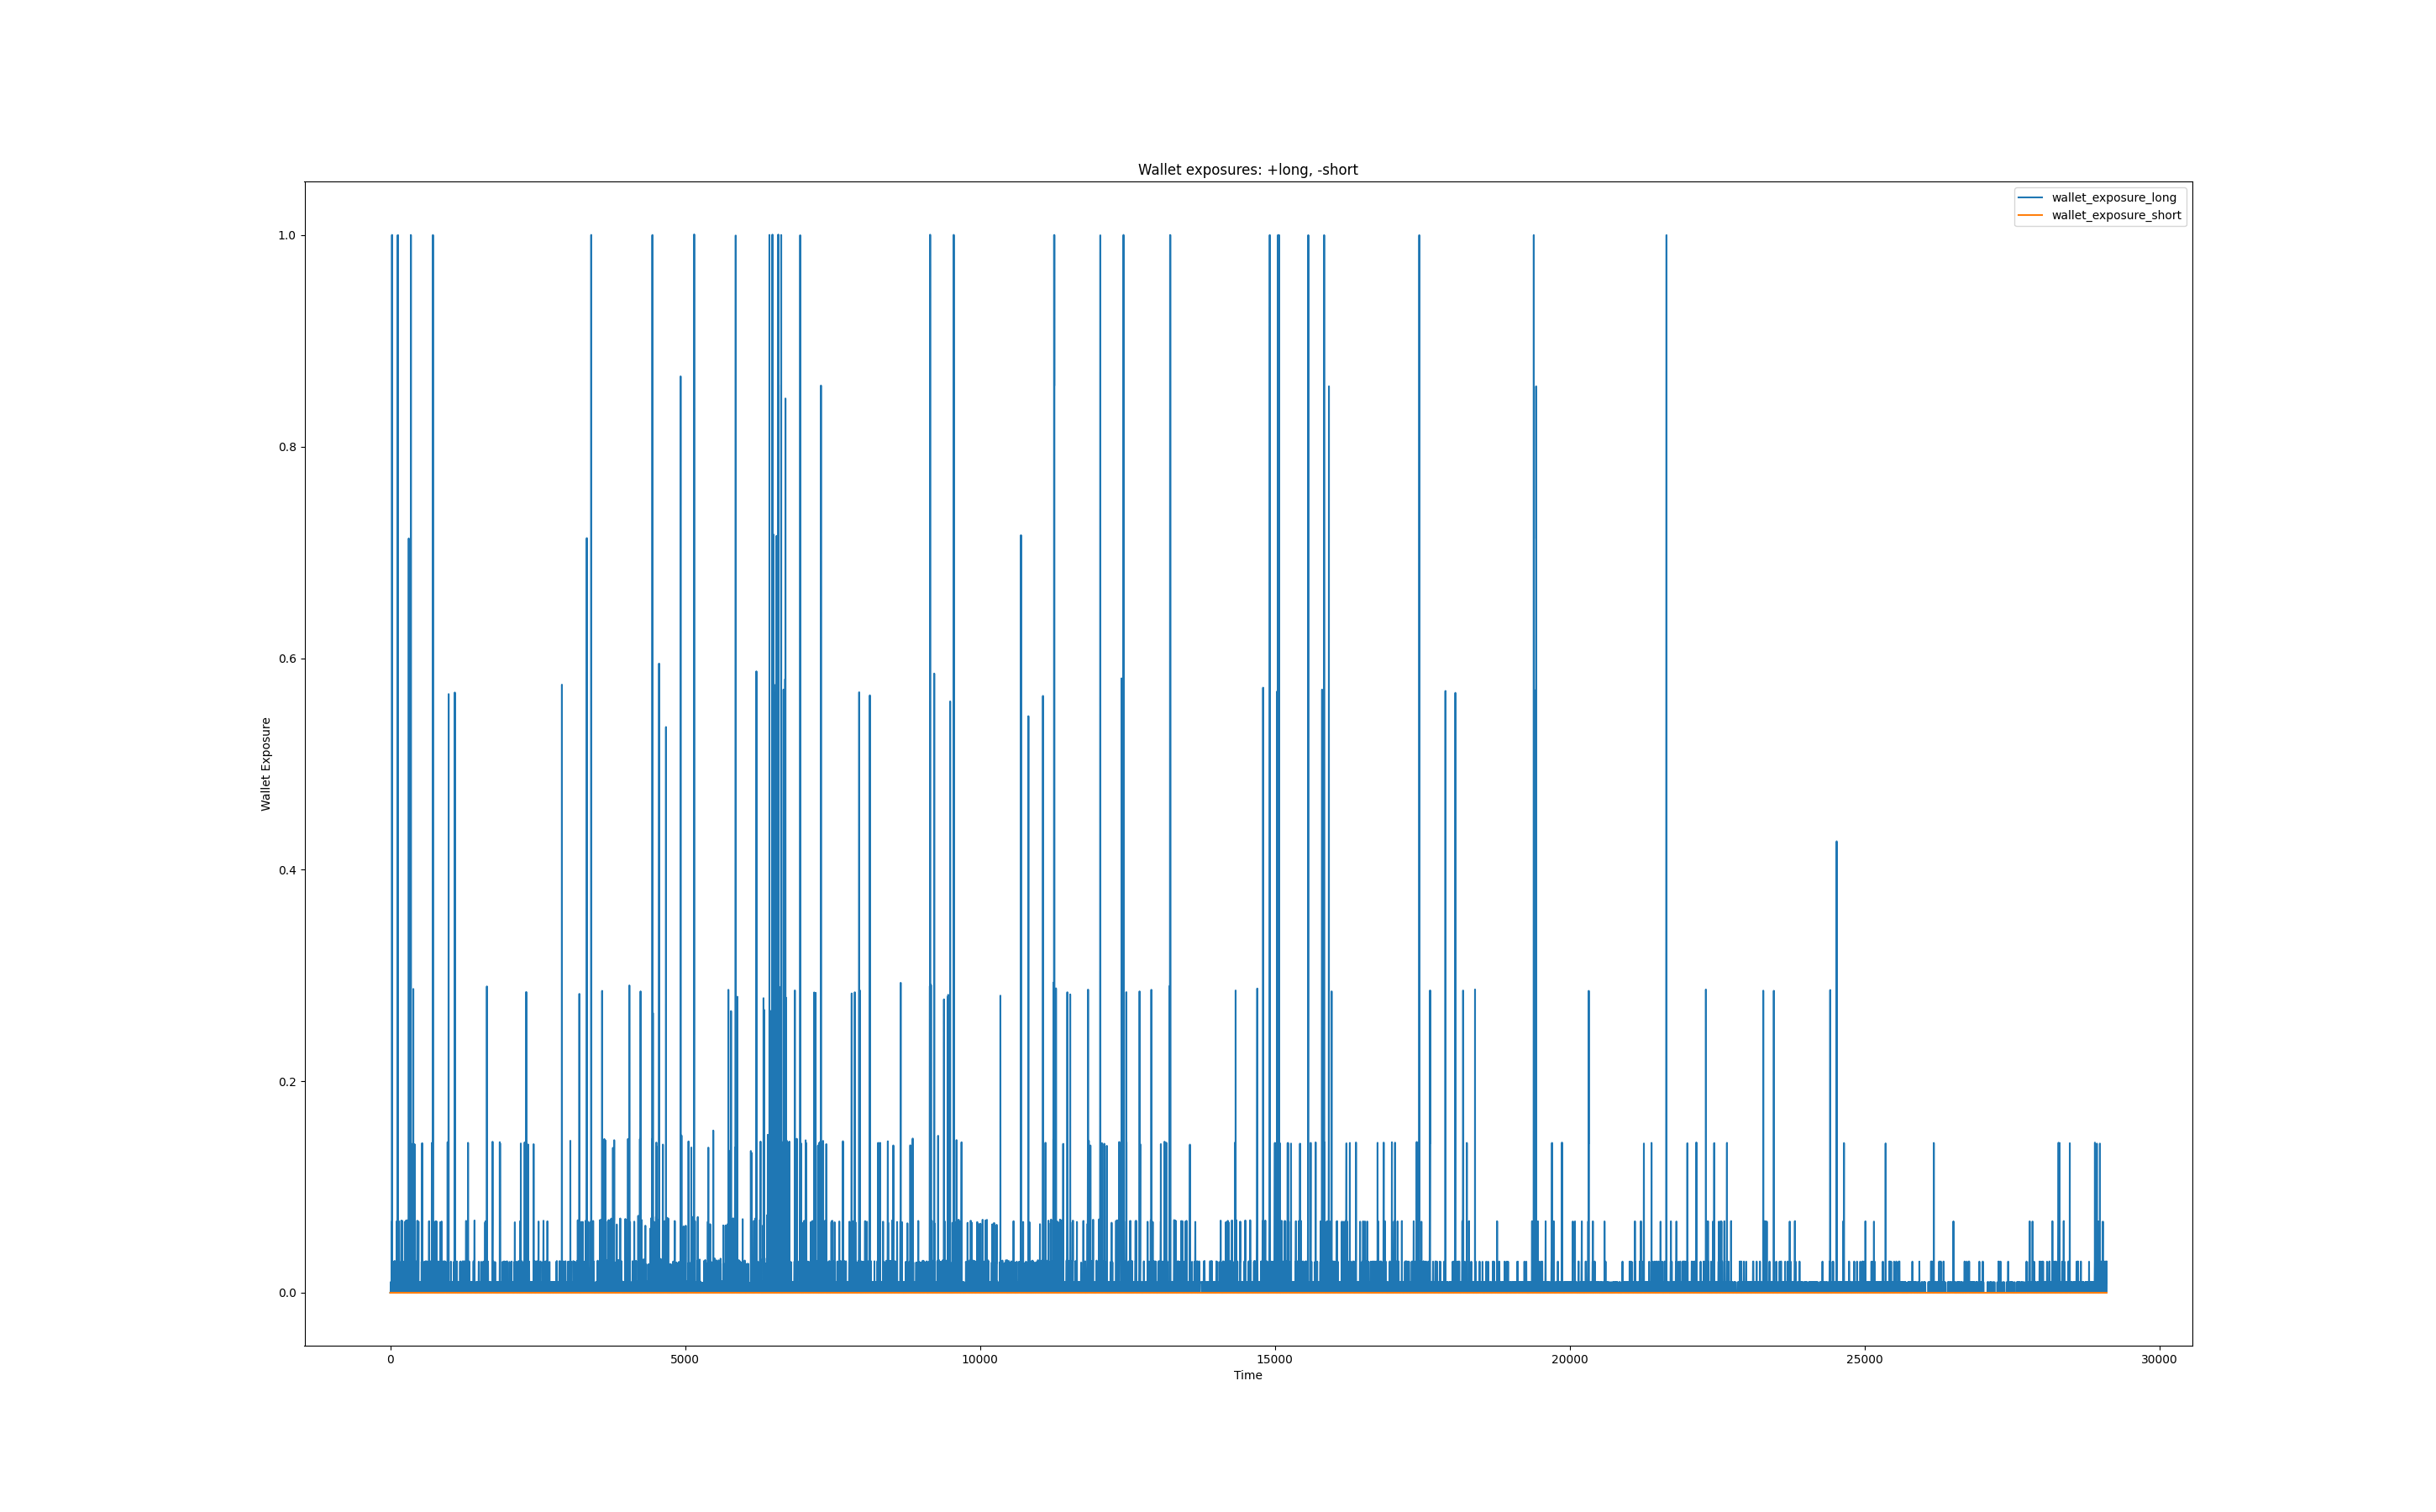 Wallet exposures: +long, -short
wallet_exposure_long
wallet_exposure_short
1.0
0.8
0.6
0.4
0.2
0.0
Wallet Exposure
0 5000 10000 15000 20000 25000 30000
Time